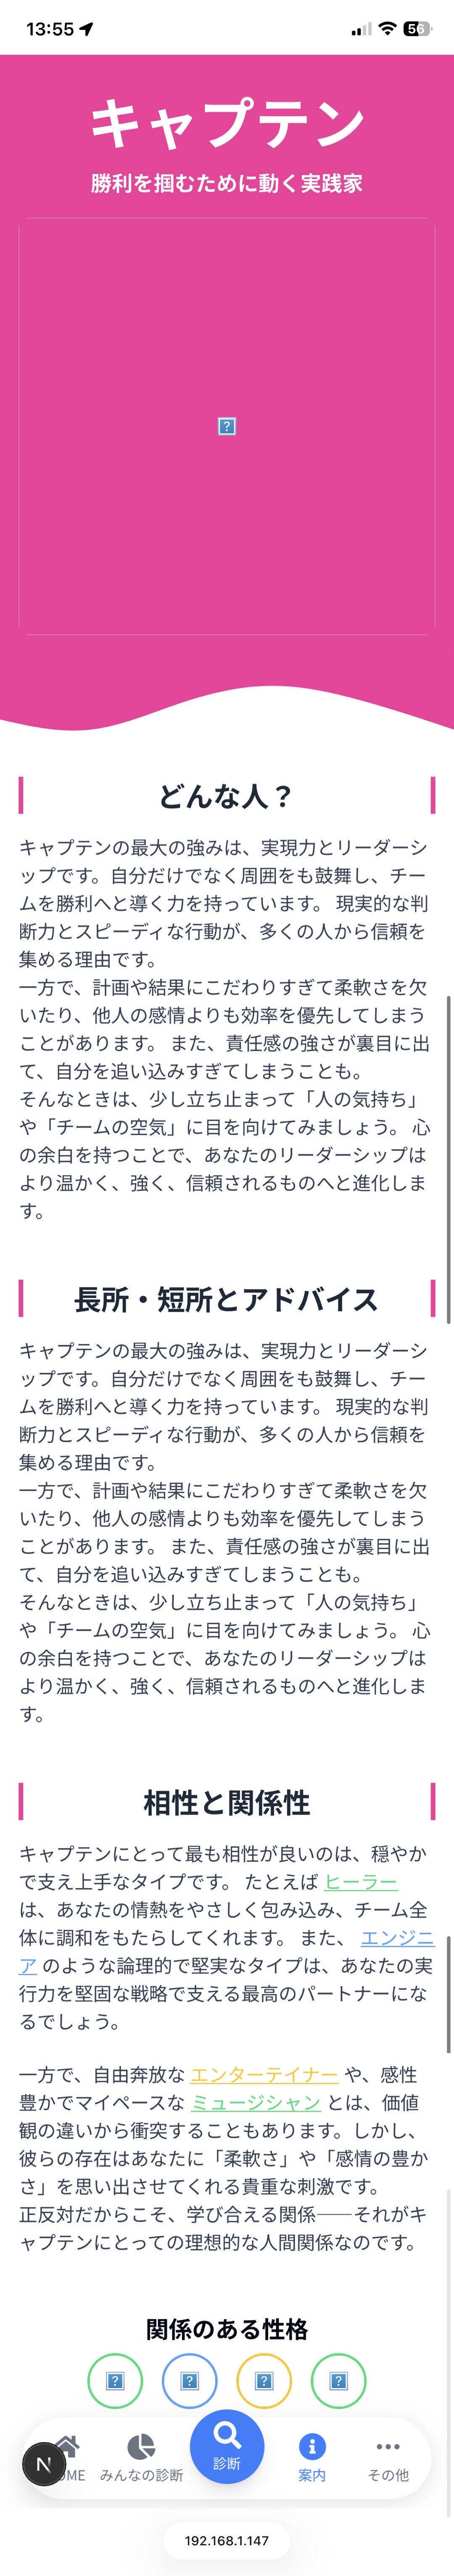 13:55
56
キャプテン
勝利を掴むために動く実践家
どんな人？
キャプテンの最大の強みは、実現力とリーダーシ
ップです。自分だけでなく周囲をも鼓舞し、チー
ムを勝利へと導く力を持っています。 現実的な判
断力とスピーディな行動が、多くの人から信頼を
集める理由です。
一方で、計画や結果にこだわりすぎて柔軟さを欠
いたり、他人の感情よりも効率を優先してしまう
ことがあります。 また、責任感の強さが裏目に出
て、自分を追い込みすぎてしまうことも。
そんなときは、少し立ち止まって「人の気持ち」
や「チームの空気」に目を向けてみましょう。 心
の余白を持つことで、あなたのリーダーシップは
より温かく、強く、信頼されるものへと進化しま
す。
長所・短所とアドバイス
キャプテンの最大の強みは、実現力とリーダーシ
ップです。自分だけでなく周囲をも鼓舞し、チー
ムを勝利へと導く力を持っています。 現実的な判
断力とスピーディな行動が、多くの人から信頼を
集める理由です。
一方で、計画や結果にこだわりすぎて柔軟さを欠
いたり、他人の感情よりも効率を優先してしまう
ことがあります。 また、責任感の強さが裏目に出
て、自分を追い込みすぎてしまうことも。
そんなときは、少し立ち止まって「人の気持ち」
や「チームの空気」に目を向けてみましょう。 心
の余白を持つことで、あなたのリーダーシップは
より温かく、強く、信頼されるものへと進化しま
す。
相性と関係性
キャプテンにとって最も相性が良いのは、穏やか
で支え上手なタイプです。 たとえば ヒーラー
は、あなたの情熱をやさしく包み込み、チーム全
体に調和をもたらしてくれます。 また、 エンジニ
ア のような論理的で堅実なタイプは、あなたの実
行力を堅固な戦略で支える最高のパートナーにな
るでしょう。
一方で、自由奔放な エンターテイナー や、感性
豊かでマイペースな ミュージシャン とは、価値
観の違いから衝突することもあります。しかし、
彼らの存在はあなたに「柔軟さ」や「感情の豊か
さ」を思い出させてくれる貴重な刺激です。
正反対だからこそ、学び合える関係——それがキ
ャプテンにとっての理想的な人間関係なのです。
関係のある性格
N
OME みんなの診断 診断 案内 その他
192.168.1.147